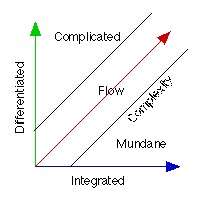 Complicated
Differentiated
Flow
Complexity
Mundane
Integrated